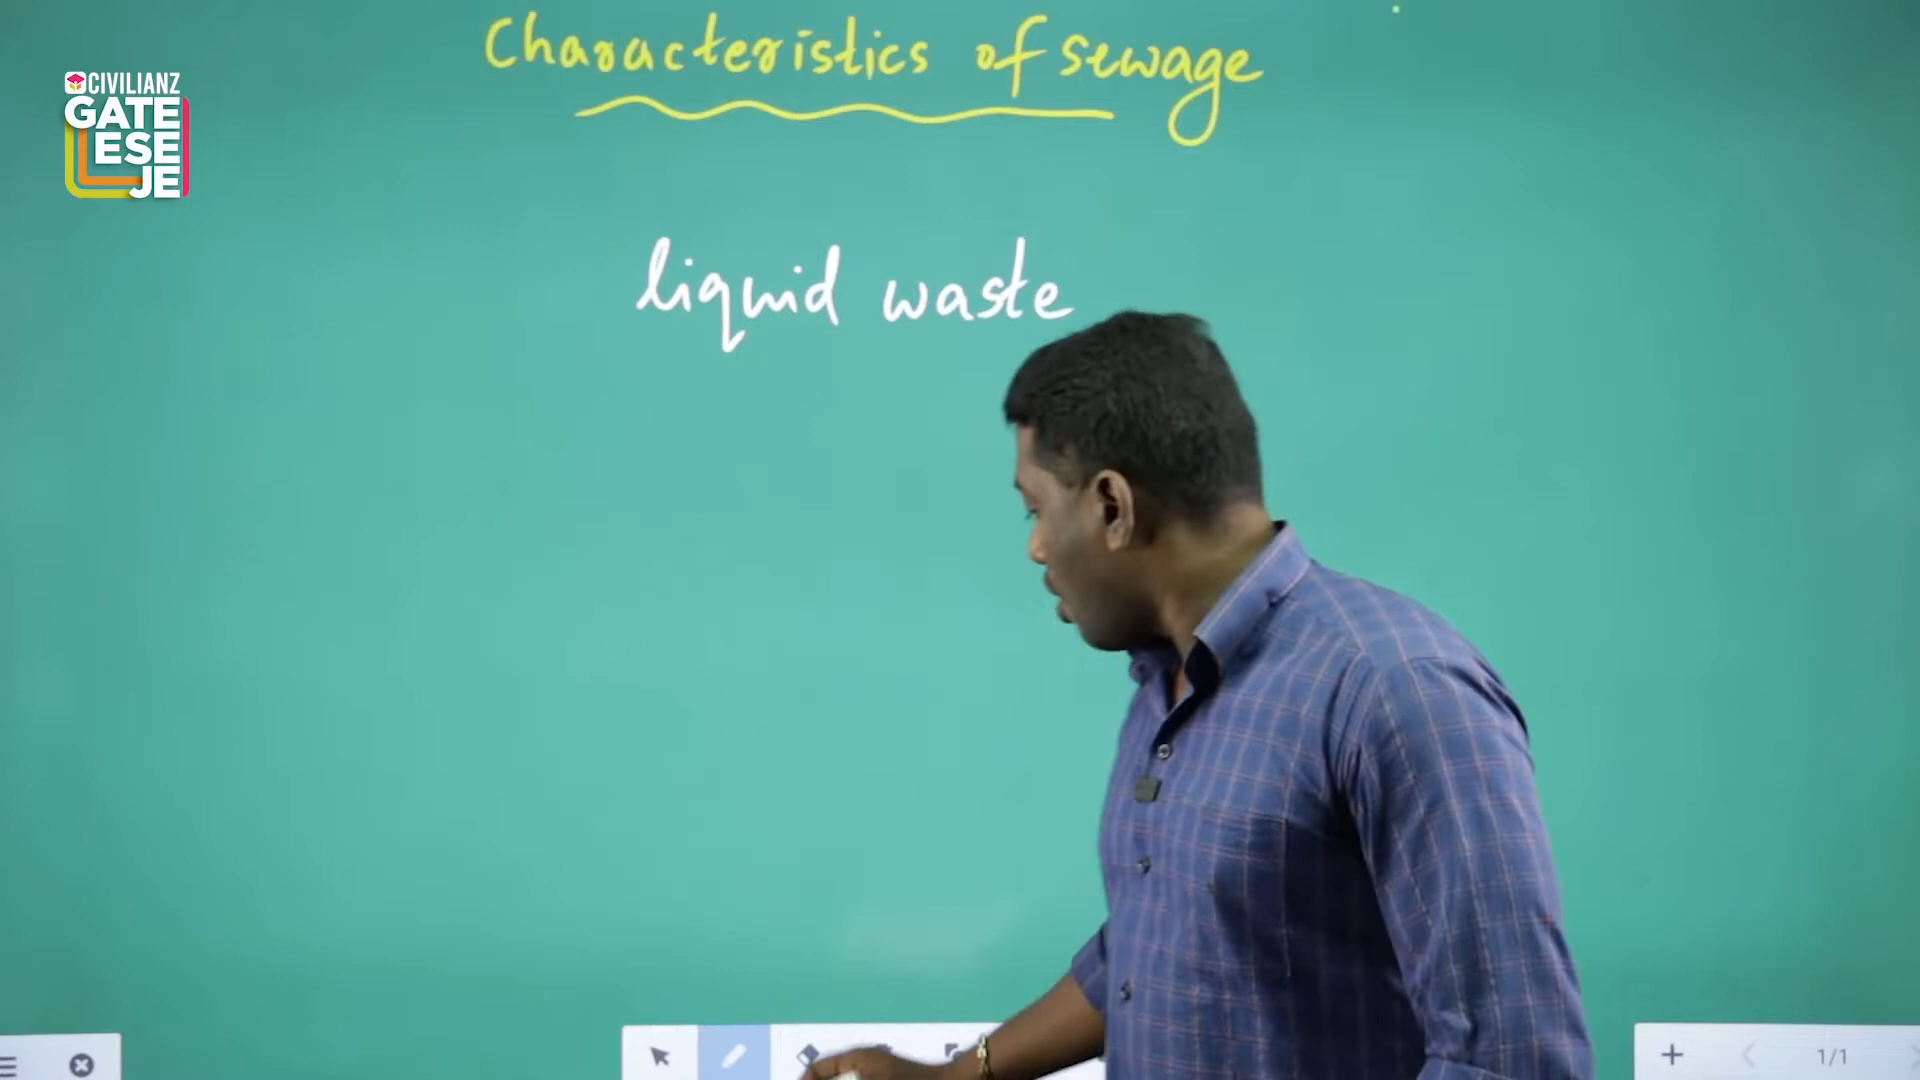 Characteristics of sewage
CIVILIANZ
GATE
ESE
JE
liquid waste
1/1